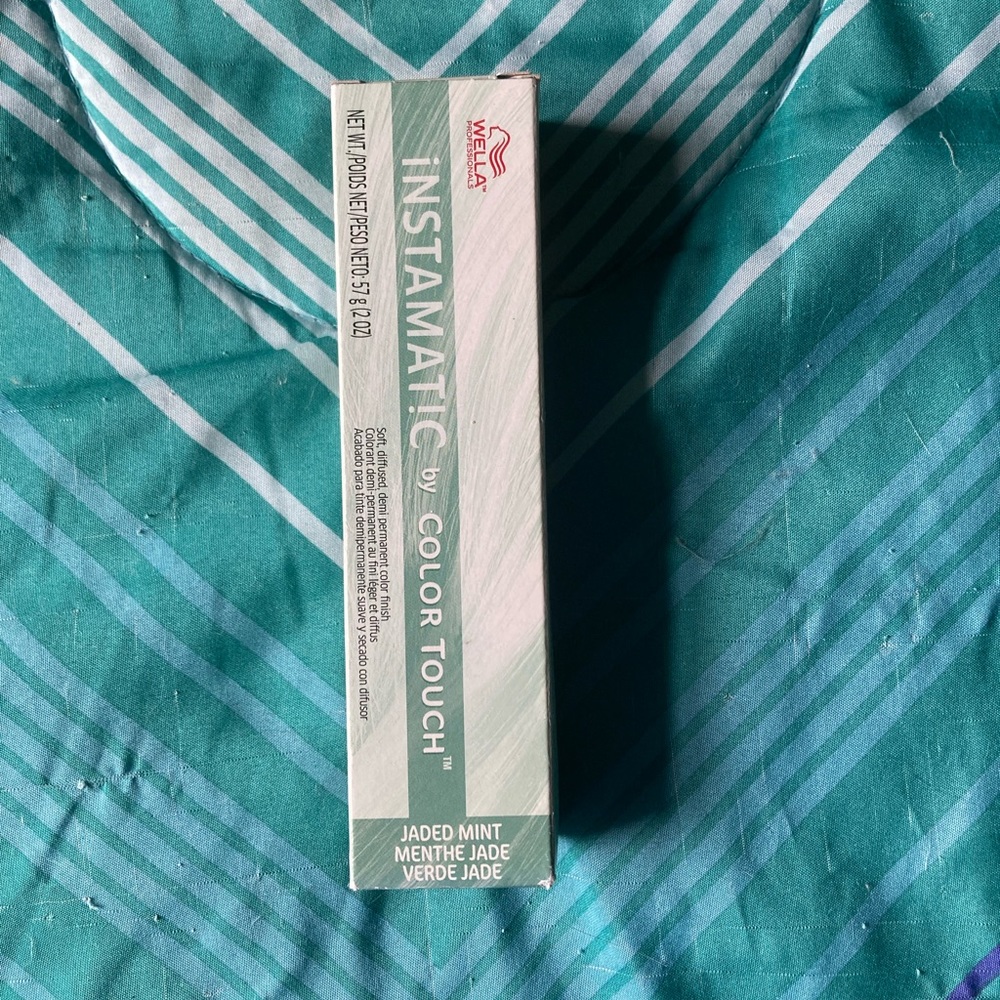 WELLA™
PROFESSIONALS
iNSTAMATiC by COLOR TOUCH™
Soft, diffused, demi permanent color finish
Colorant demi-permanent au fini léger et diffus
Acabado para tinte demipermanente suave y secado con difusor
NET WT./POIDS NET/PESO NETO: 57 g (2 OZ)
JADED MINT
MENTHE JADE
VERDE JADE